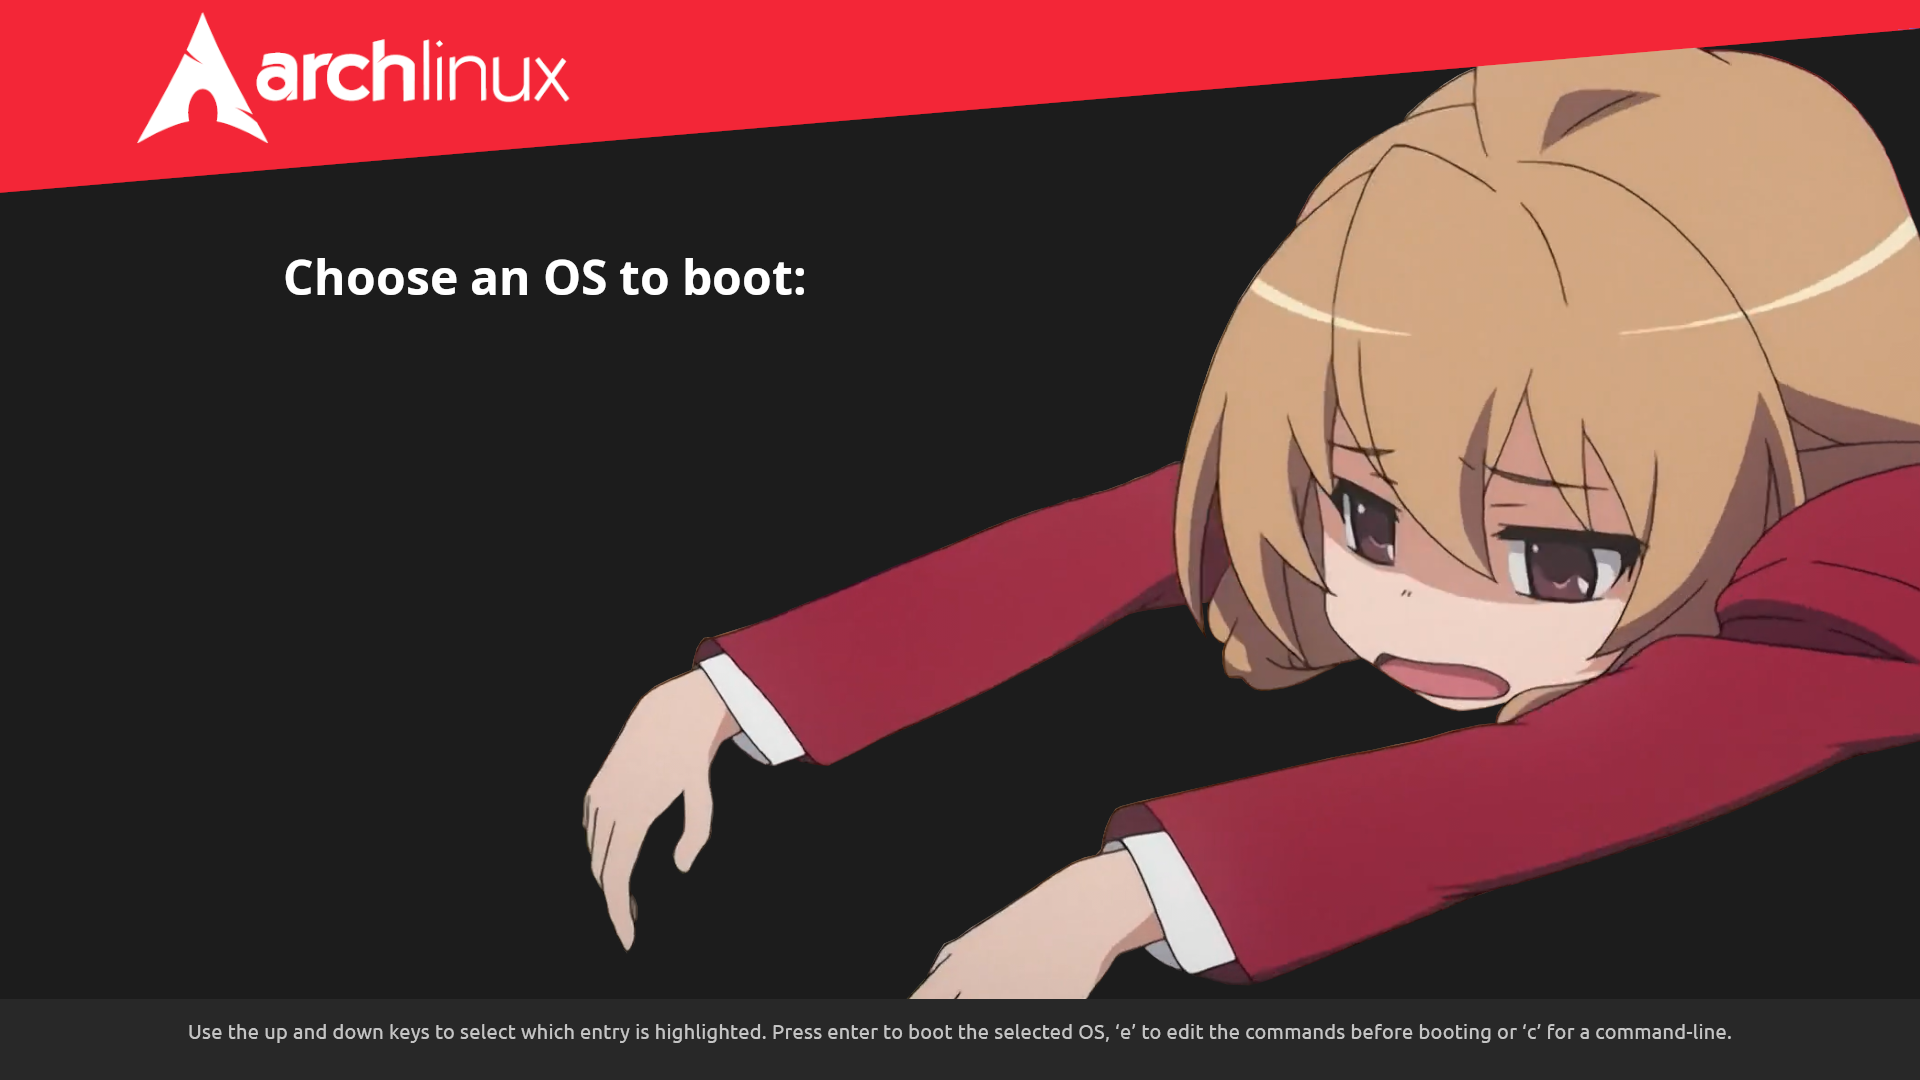 archlinux
Choose an OS to boot:
Use the up and down keys to select which entry is highlighted. Press enter to boot the selected OS, ‘e’ to edit the commands before booting or ‘c’ for a command-line.